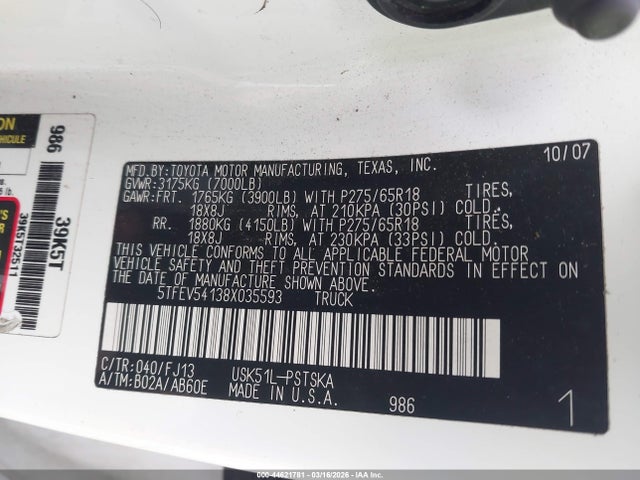 MFD.BY:TOYOTA MOTOR MANUFACTURING, TEXAS, INC. 10/07
GVWR:3175KG (7000LB)
GAWR:FRT. 1765KG (3900LB) WITH P275/65R18 TIRES,
18X8J RIMS, AT 210KPA (30PSI) COLD.
RR. 1880KG (4150LB) WITH P275/65R18 TIRES,
18X8J RIMS, AT 230KPA (33PSI) COLD.
THIS VEHICLE CONFORMS TO ALL APPLICABLE FEDERAL MOTOR
VEHICLE SAFETY AND THEFT PREVENTION STANDARDS IN EFFECT ON
THE DATE OF MANUFACTURE SHOWN ABOVE.
5TFEV54138X035593 TRUCK
C/TR:040/FJ13 USK51L-PSTSKA
A/TM:B02A/AB60E MADE IN U.S.A. 986 1
986
39K5T
39K5T32511
ON
VEHICULE
000-44621781 - 03/16/2026 - IAA Inc.